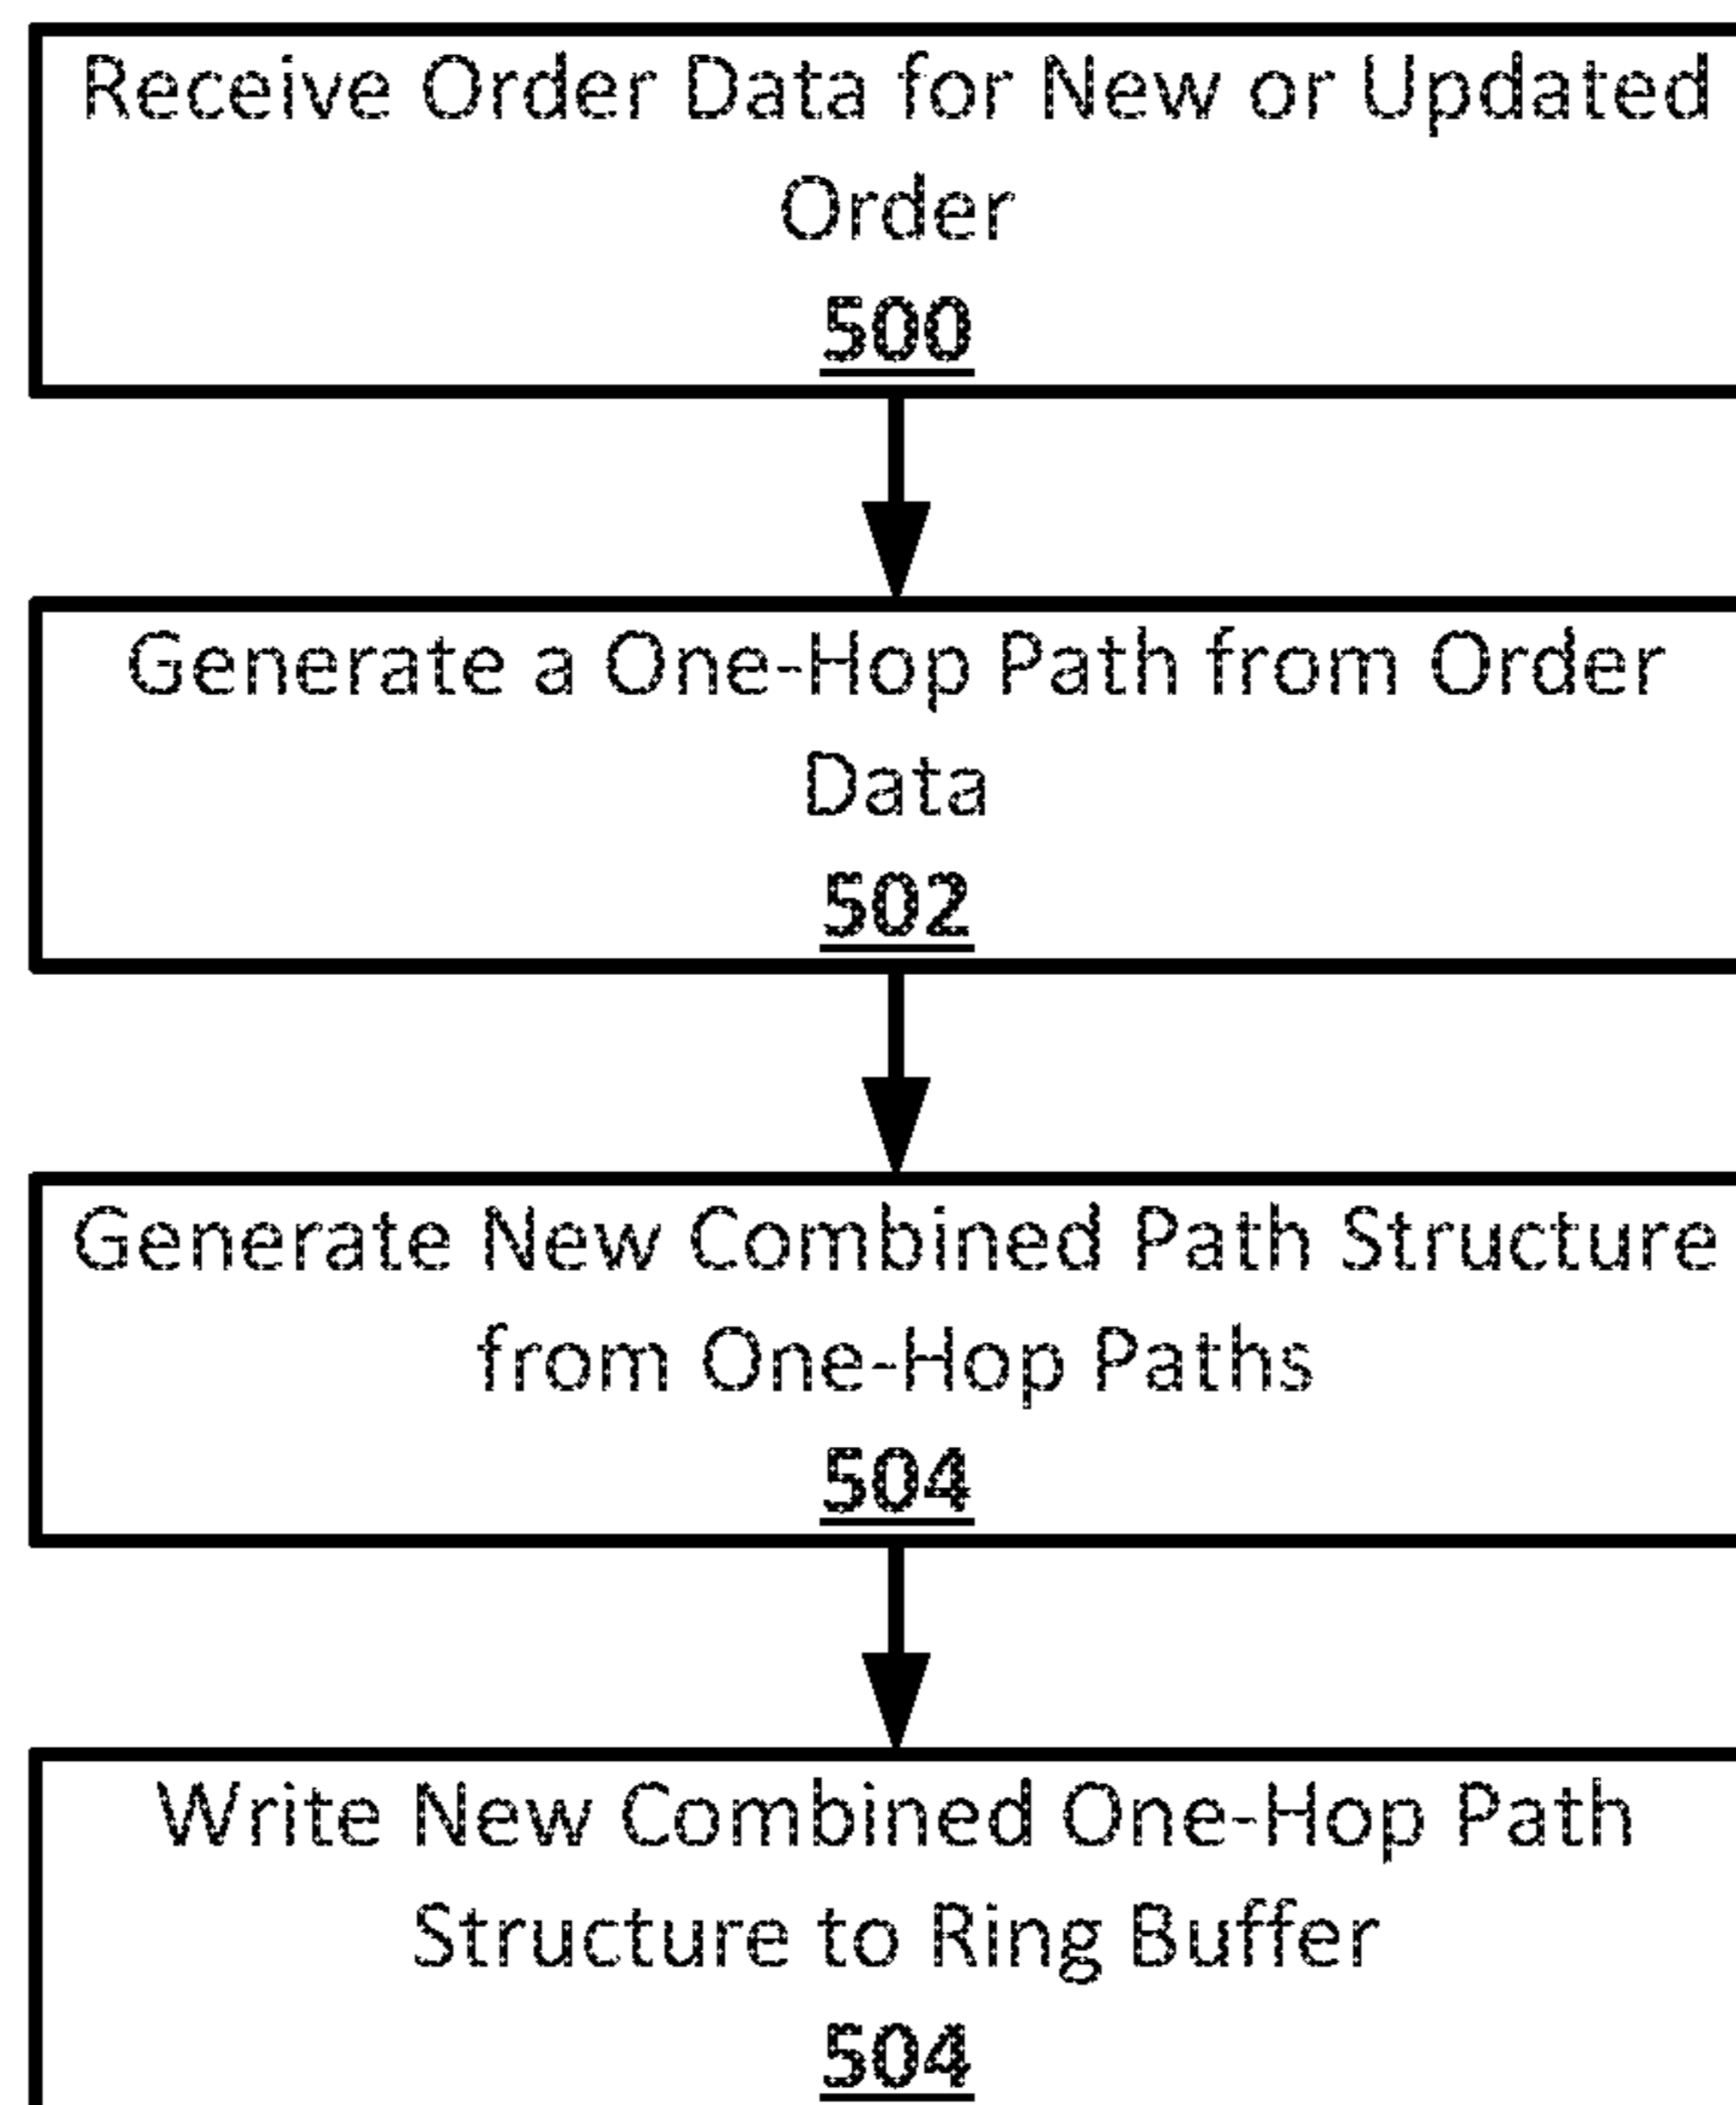 Receive Order Data for New or Updated
Order
500
Generate a One-Hop Path from Order
Data
502
Generate New Combined Path Structure
from One-Hop Paths
504
Write New Combined One-Hop Path
Structure to Ring Buffer
504